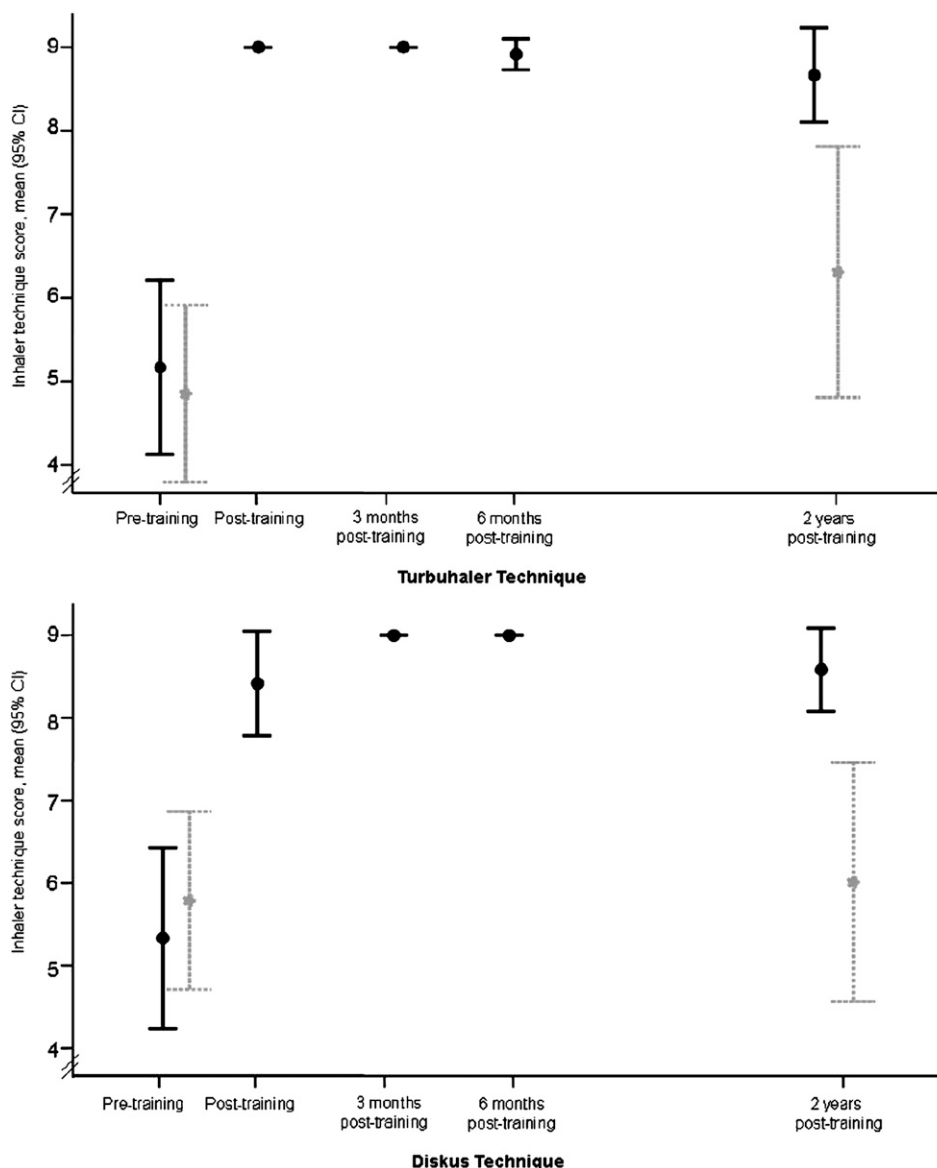 Inhaler technique score, mean (95% CI)
9
8
7
6
5
4
Pre-training
Post-training
3 months
post-training
6 months
post-training
2 years
post-training
Turbuhaler Technique
Inhaler technique score, mean (95% CI)
9
8
7
6
5
4
Pre-training
Post-training
3 months
post-training
6 months
post-training
2 years
post-training
Diskus Technique